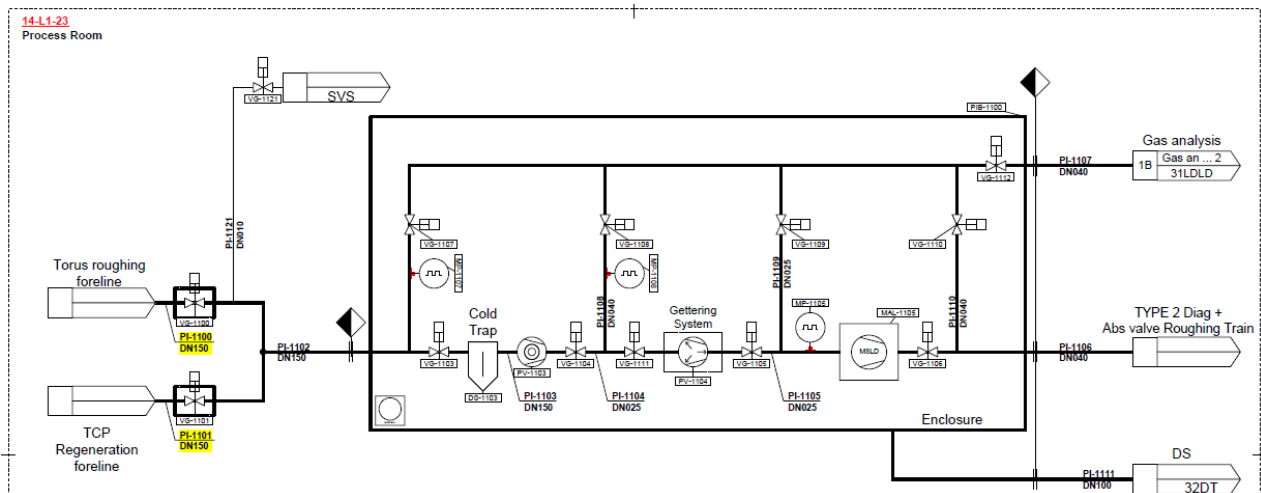 14-L1-23
Process Room
VG-1121
SVS
PI-1121
DN010
PIB-1100
Gas analysis
1B
Gas an ... 2
31LDLD
PI-1107
DN040
VG-1112
VG-1107
VG-1108
VG-1109
VG-1110
MP-1107
MP-1108
PI-1109
DN025
PI-1108
DN040
PI-1110
DN040
Torus roughing
foreline
VG-1100
PI-1100
DN150
PI-1102
DN150
Cold
Trap
Gettering
System
MP-1105
MAL-1105
MSLD
TYPE 2 Diag +
Abs valve Roughing Train
PI-1106
DN040
VG-1103
PV-1103
VG-1104
VG-1111
VG-1105
VG-1106
PV-1104
DG-1103
PI-1103
DN150
PI-1104
DN025
PI-1105
DN025
VG-1101
PI-1101
DN150
TCP
Regeneration
foreline
Enclosure
DS
32DT
PI-1111
DN100